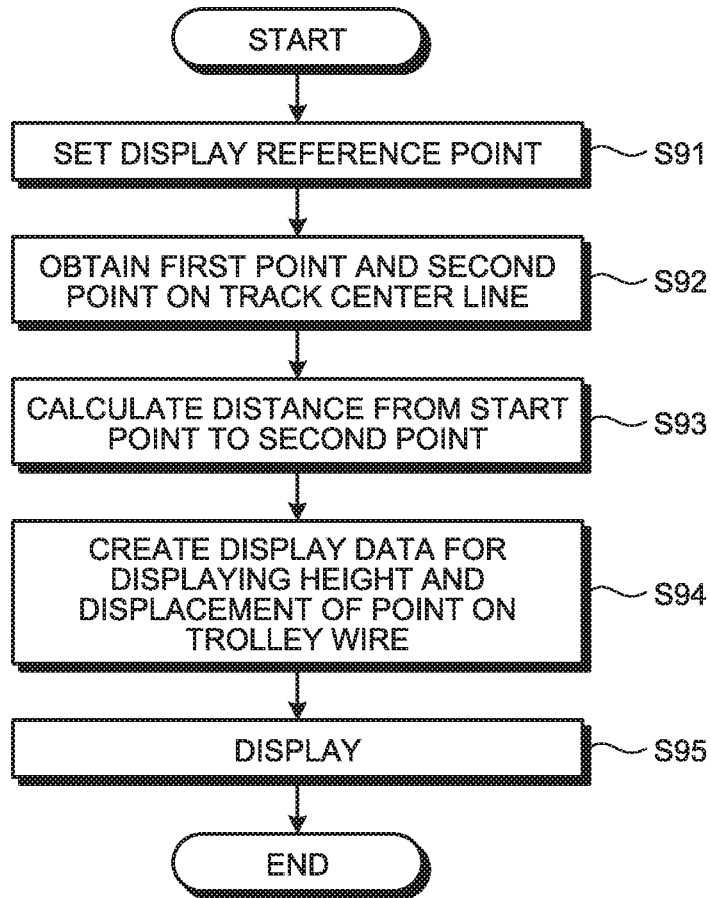 START
SET DISPLAY REFERENCE POINT
S91
OBTAIN FIRST POINT AND SECOND
POINT ON TRACK CENTER LINE
S92
CALCULATE DISTANCE FROM START
POINT TO SECOND POINT
S93
CREATE DISPLAY DATA FOR
DISPLAYING HEIGHT AND
DISPLACEMENT OF POINT ON
TROLLEY WIRE
S94
DISPLAY
S95
END